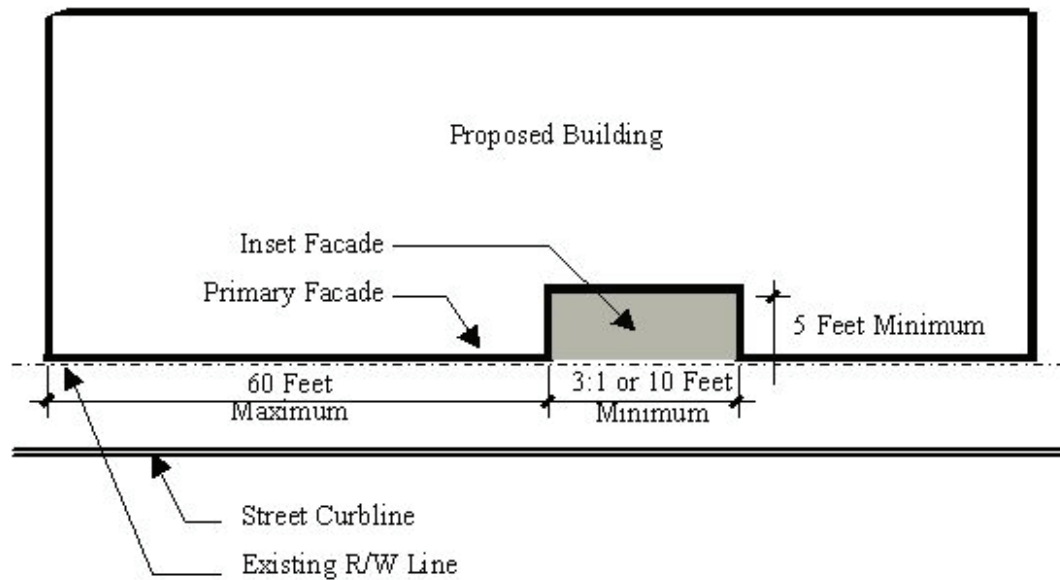 Proposed Building
Inset Facade
Primary Facade
5 Feet Minimum
60 Feet
Maximum
3:1 or 10 Feet
Minimum
Street Curbline
Existing R/W Line